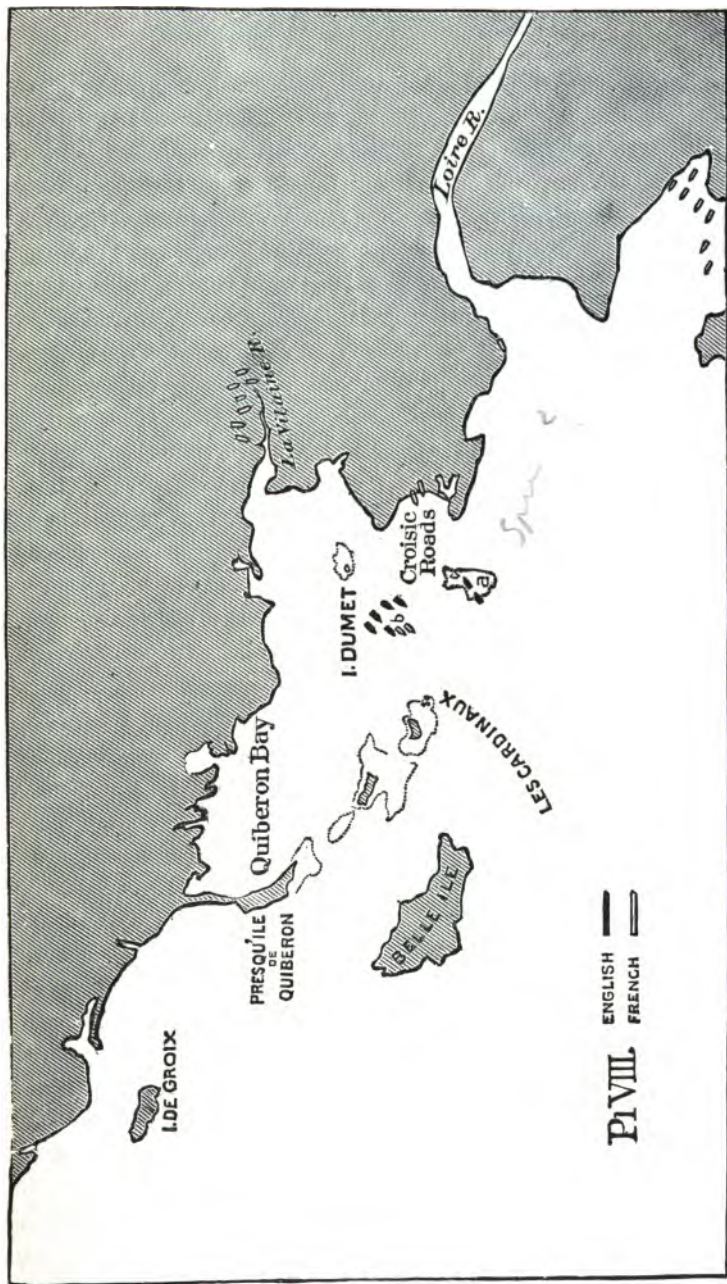 Loire R.
La Vilaine R.
Croisic
Roads
I. DUMET
a
b
Quiberon Bay
LES CARDINAUX
PRESQU'ILE
DE
QUIBERON
BELLE ILE
I. DE GROIX
Pl VIII.
ENGLISH
FRENCH